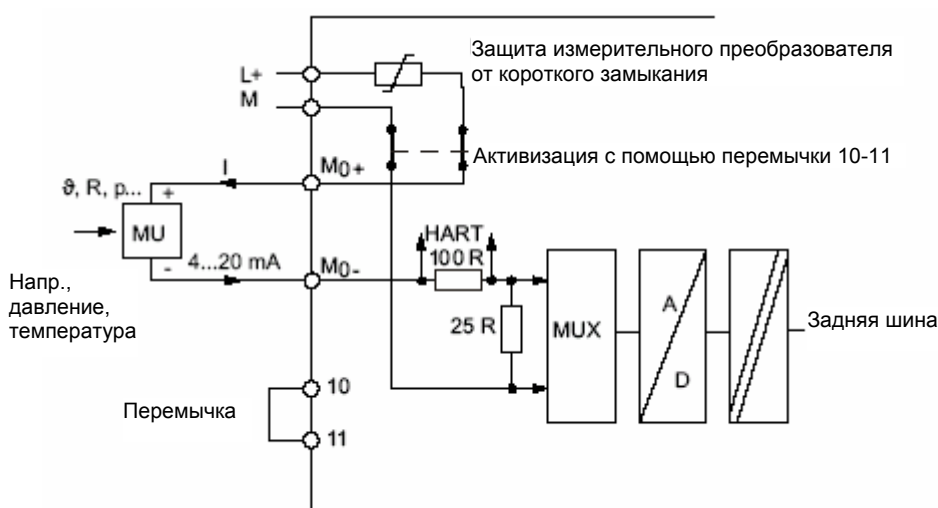 Защита измерительного преобразователя
от короткого замыкания
L+
M
Активизация с помощью перемычки 10-11
I
M0+
ϑ, R, p...
+
MU
-
4...20 mA
M0-
HART
100 R
25 R
MUX
A
D
Задняя шина
Напр.,
давление,
температура
Перемычка
10
11